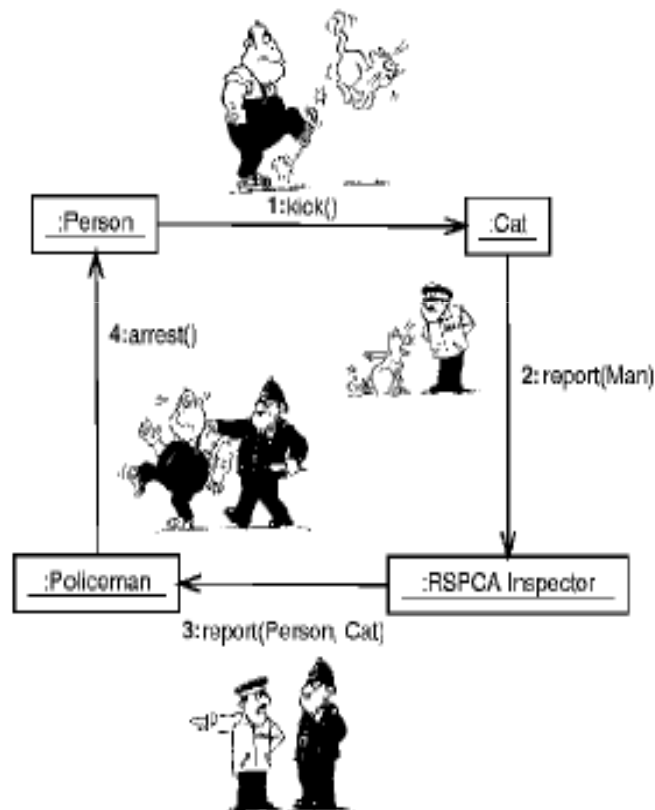 1:kick()
:Person
:Cat
4:arrest()
2:report(Man)
:Policeman
:RSPCA Inspector
3:report(Person, Cat)